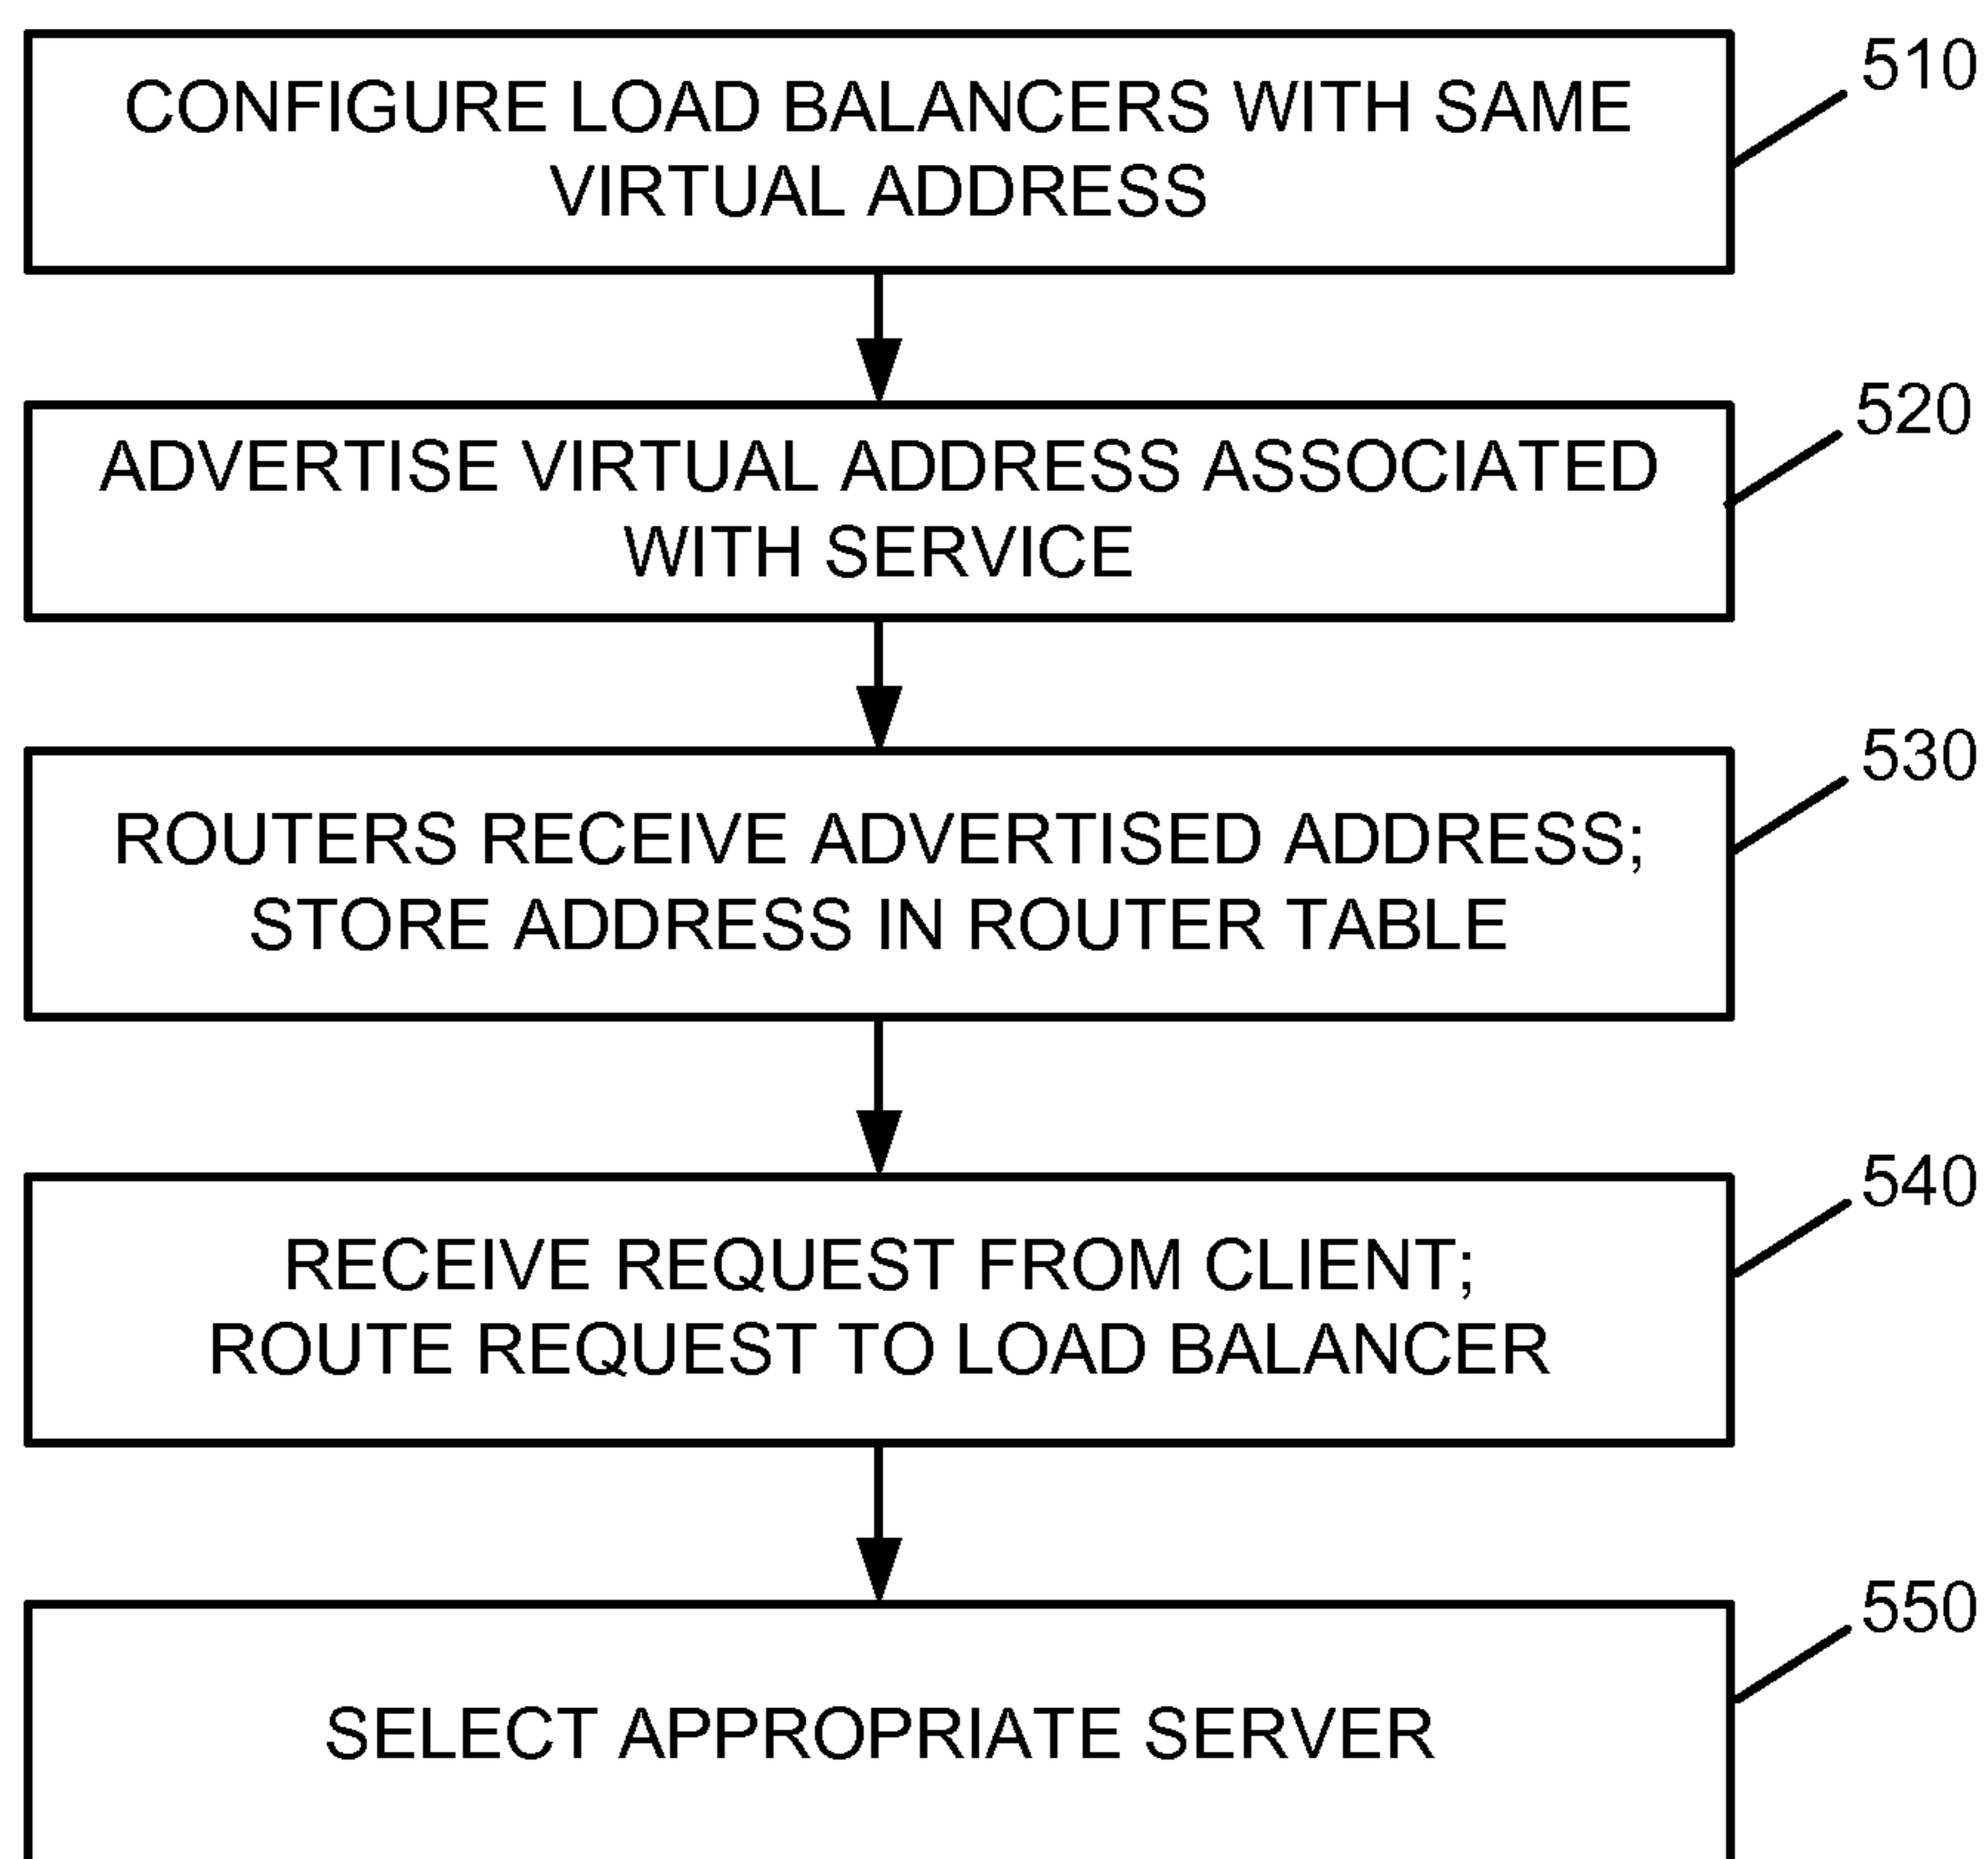 CONFIGURE LOAD BALANCERS WITH SAME
VIRTUAL ADDRESS
510
ADVERTISE VIRTUAL ADDRESS ASSOCIATED
WITH SERVICE
520
ROUTERS RECEIVE ADVERTISED ADDRESS;
STORE ADDRESS IN ROUTER TABLE
530
RECEIVE REQUEST FROM CLIENT;
ROUTE REQUEST TO LOAD BALANCER
540
SELECT APPROPRIATE SERVER
550